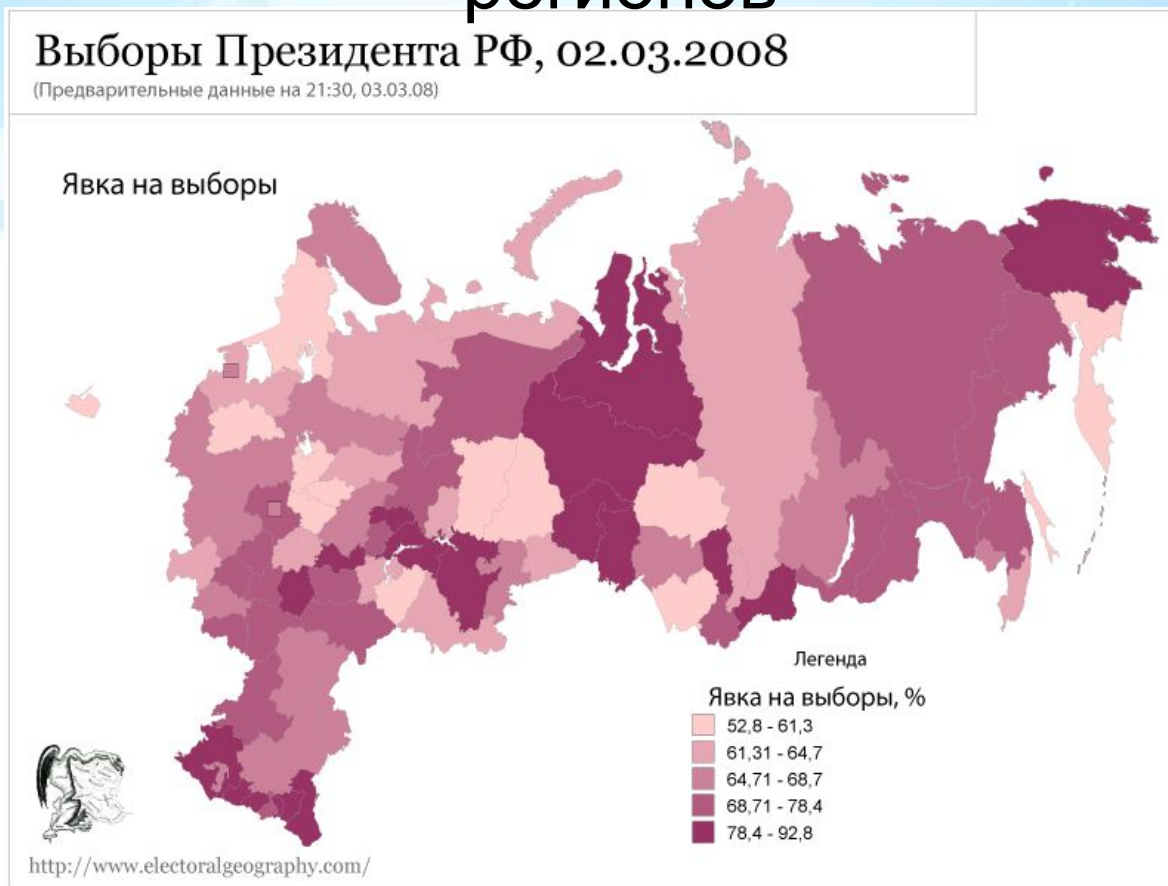 регионов
Выборы Президента РФ, 02.03.2008
(Предварительные данные на 21:30, 03.03.08)
Явка на выборы
Легенда
Явка на выборы, %
52,8 - 61,3
61,31 - 64,7
64,71 - 68,7
68,71 - 78,4
78,4 - 92,8
http://www.electoralgeography.com/